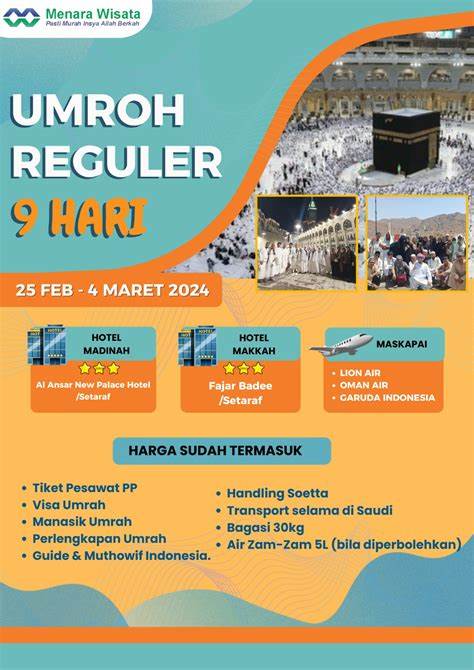 Menara Wisata
Pasti Murah Insya Allah Berkah
UMROH
REGULER
9 HARI
25 FEB - 4 MARET 2024
HOTEL
MADINAH
Al Ansar New Palace Hotel
/Setaraf
HOTEL
MAKKAH
Fajar Badee
/Setaraf
MASKAPAI
• LION AIR
• OMAN AIR
• GARUDA INDONESIA
HARGA SUDAH TERMASUK
• Tiket Pesawat PP
• Visa Umrah
• Manasik Umrah
• Perlengkapan Umrah
• Guide & Muthowif Indonesia.
• Handling Soetta
• Transport selama di Saudi
• Bagasi 30kg
• Air Zam-Zam 5L (bila diperbolehkan)